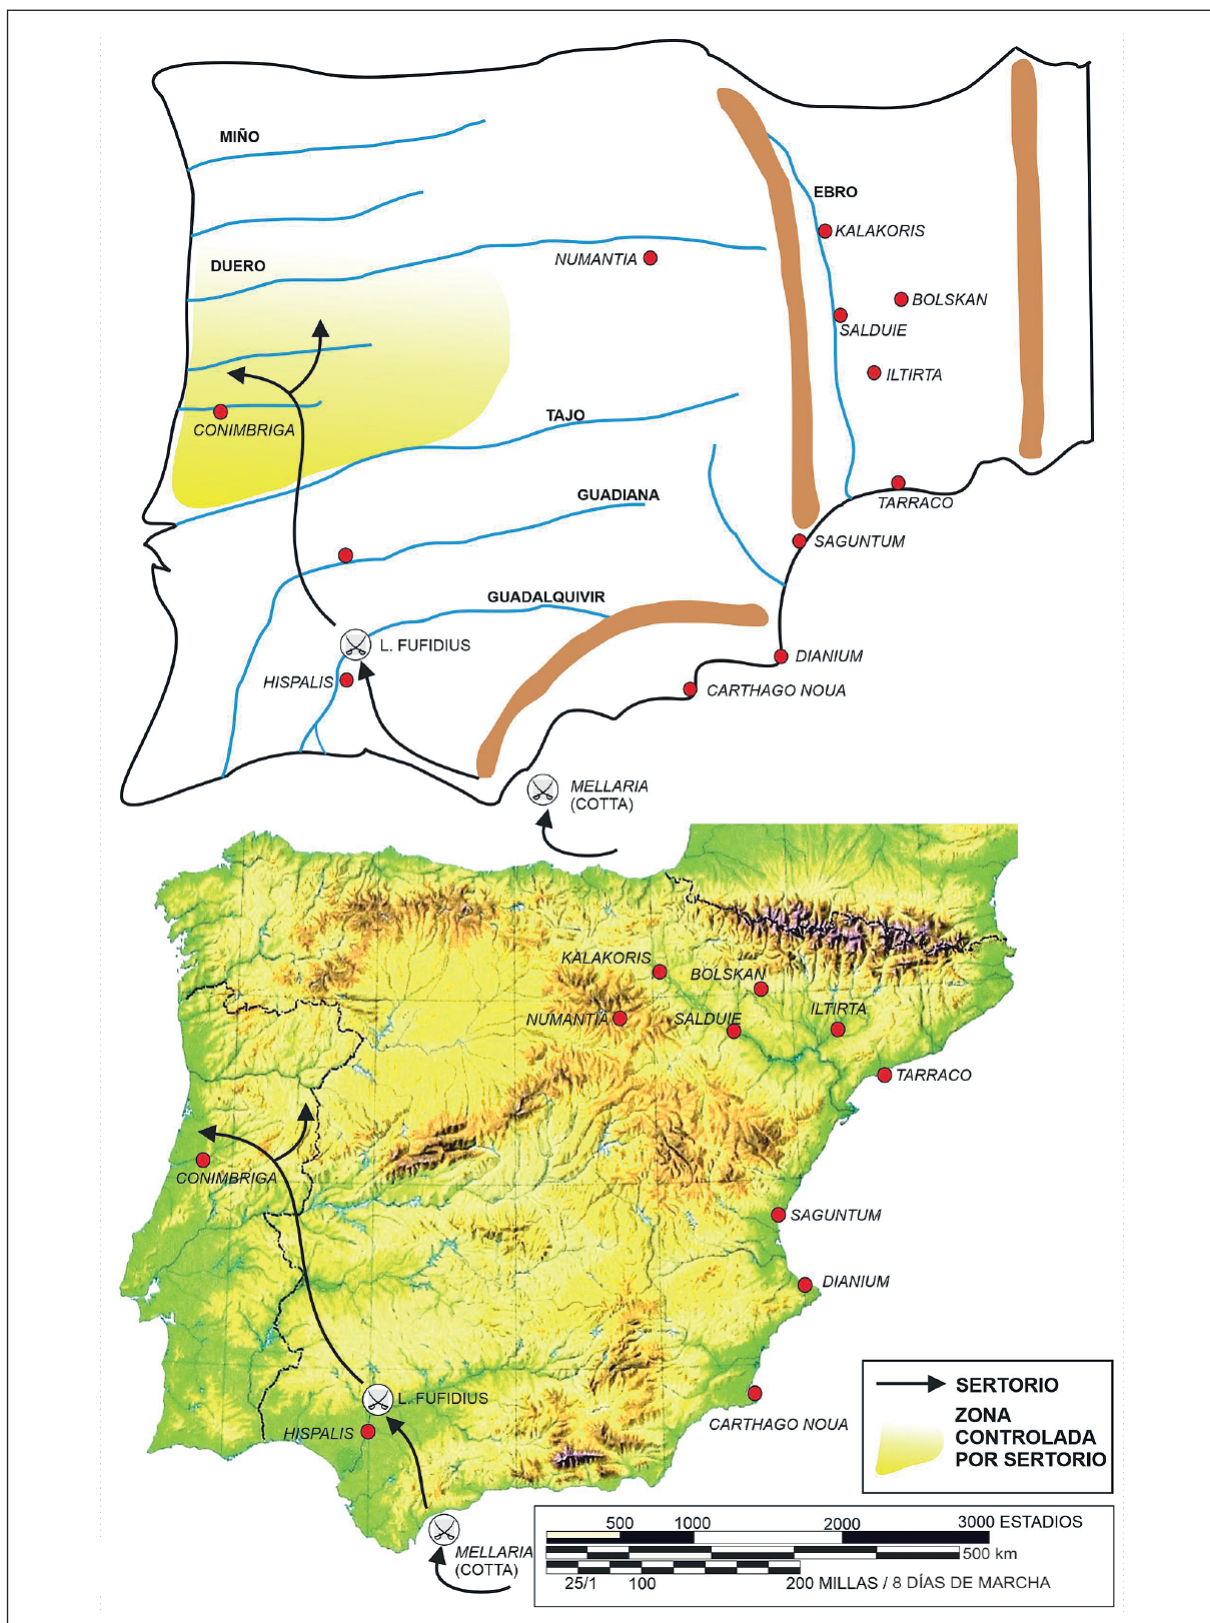 MIÑO
EBRO
KALAKORIS
DUERO
NUMANTIA
BOLSKAN
SALDUIE
ILTIRTA
TAJO
CONIMBRIGA
GUADIANA
TARRACO
SAGUNTUM
GUADALQUIVIR
L. FUFIDIUS
DIANIUM
HISPALIS
CARTHAGO NOUA
MELLARIA
(COTTA)
KALAKORIS
BOLSKAN
ILTIRTA
NUMANTIA
SALDUIE
TARRACO
CONIMBRIGA
SAGUNTUM
DIANIUM
L. FUFIDIUS
CARTHAGO NOUA
HISPALIS
MELLARIA
(COTTA)
SERTORIO
ZONA
CONTROLADA
POR SERTORIO
500 1000 2000 3000 ESTADIOS
500 km
25/1 100 200 MILLAS / 8 DÍAS DE MARCHA